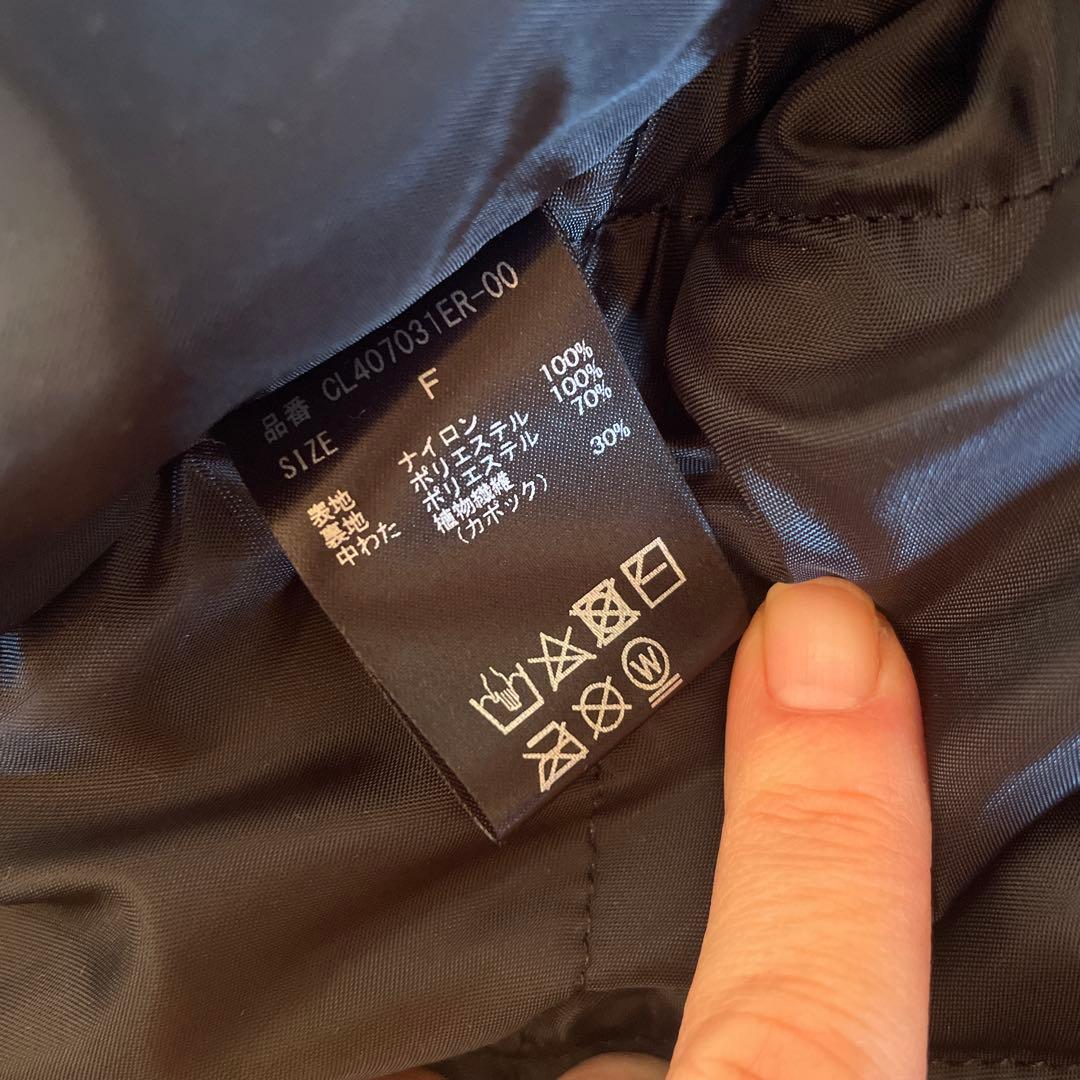 品番 CL407031ER-00
SIZE F
表地 ナイロン 100%
裏地 ポリエステル 100%
中わた ポリエステル 70%
植物繊維 30%
(カポック)
W